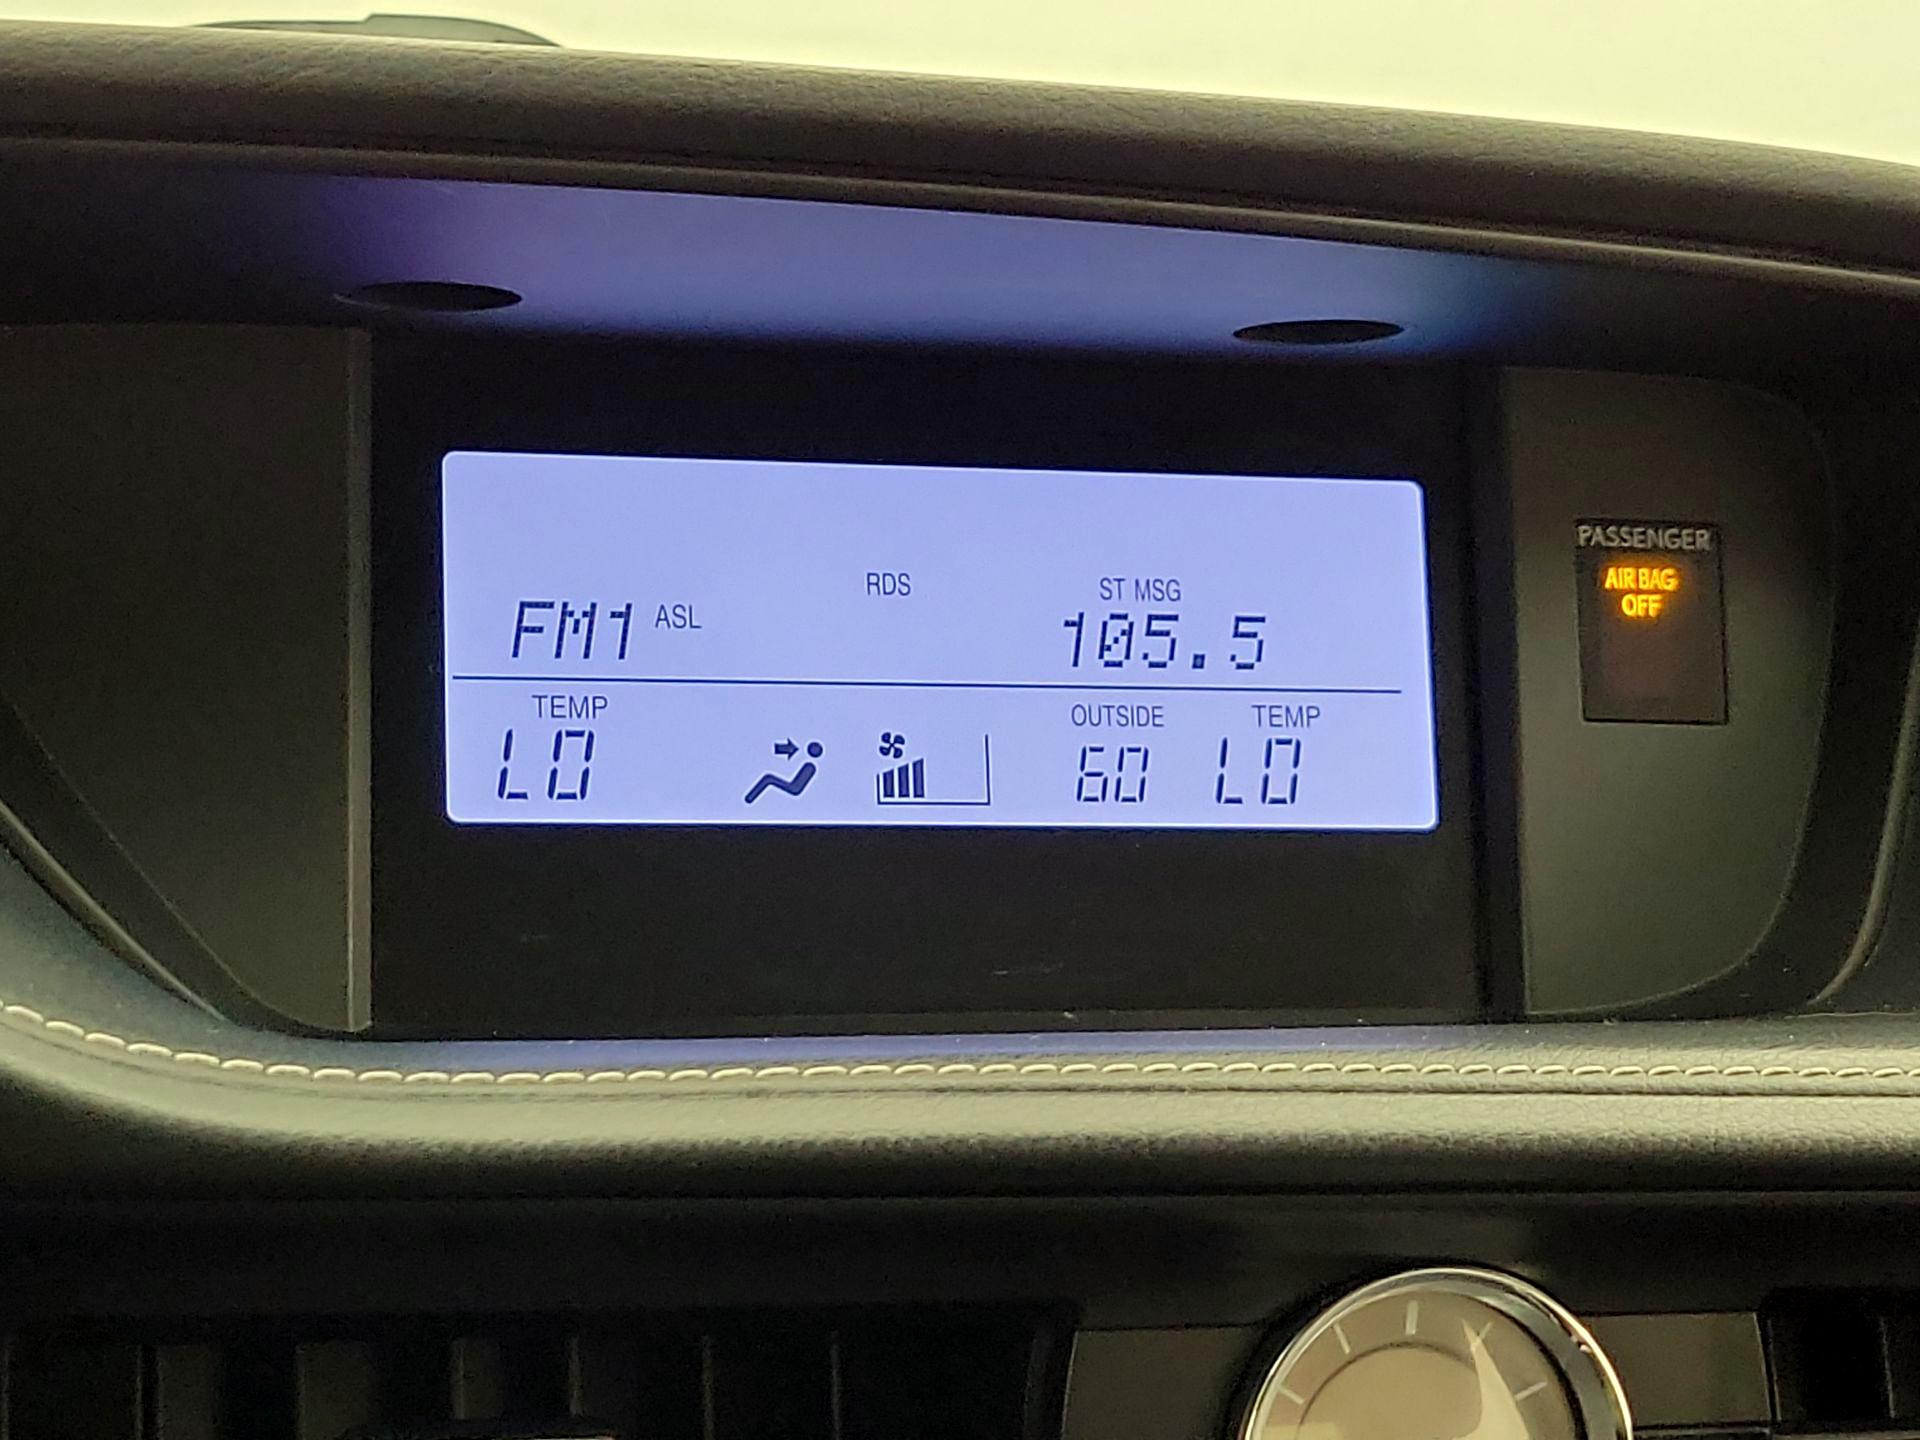 RDS ST MSG
FM1 ASL 105.5
TEMP OUTSIDE TEMP
LO 60 LO
PASSENGER
AIR BAG
OFF